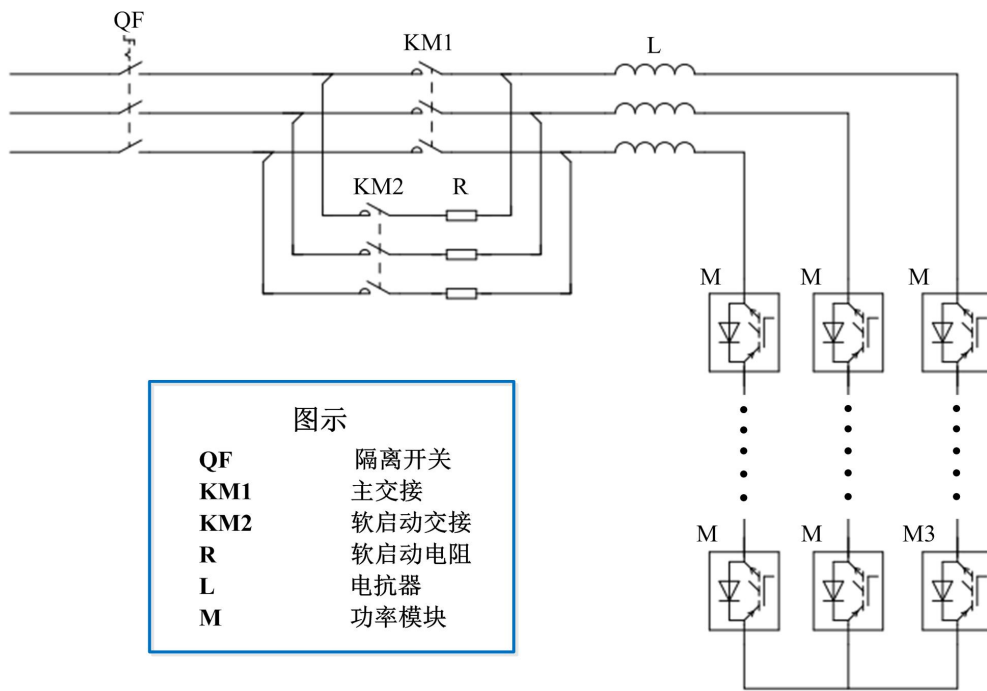 QF
KM1
L
KM2
R
M
M
M
M
M
M3
图示
QF 隔离开关
KM1 主交接
KM2 软启动交接
R 软启动电阻
L 电抗器
M 功率模块